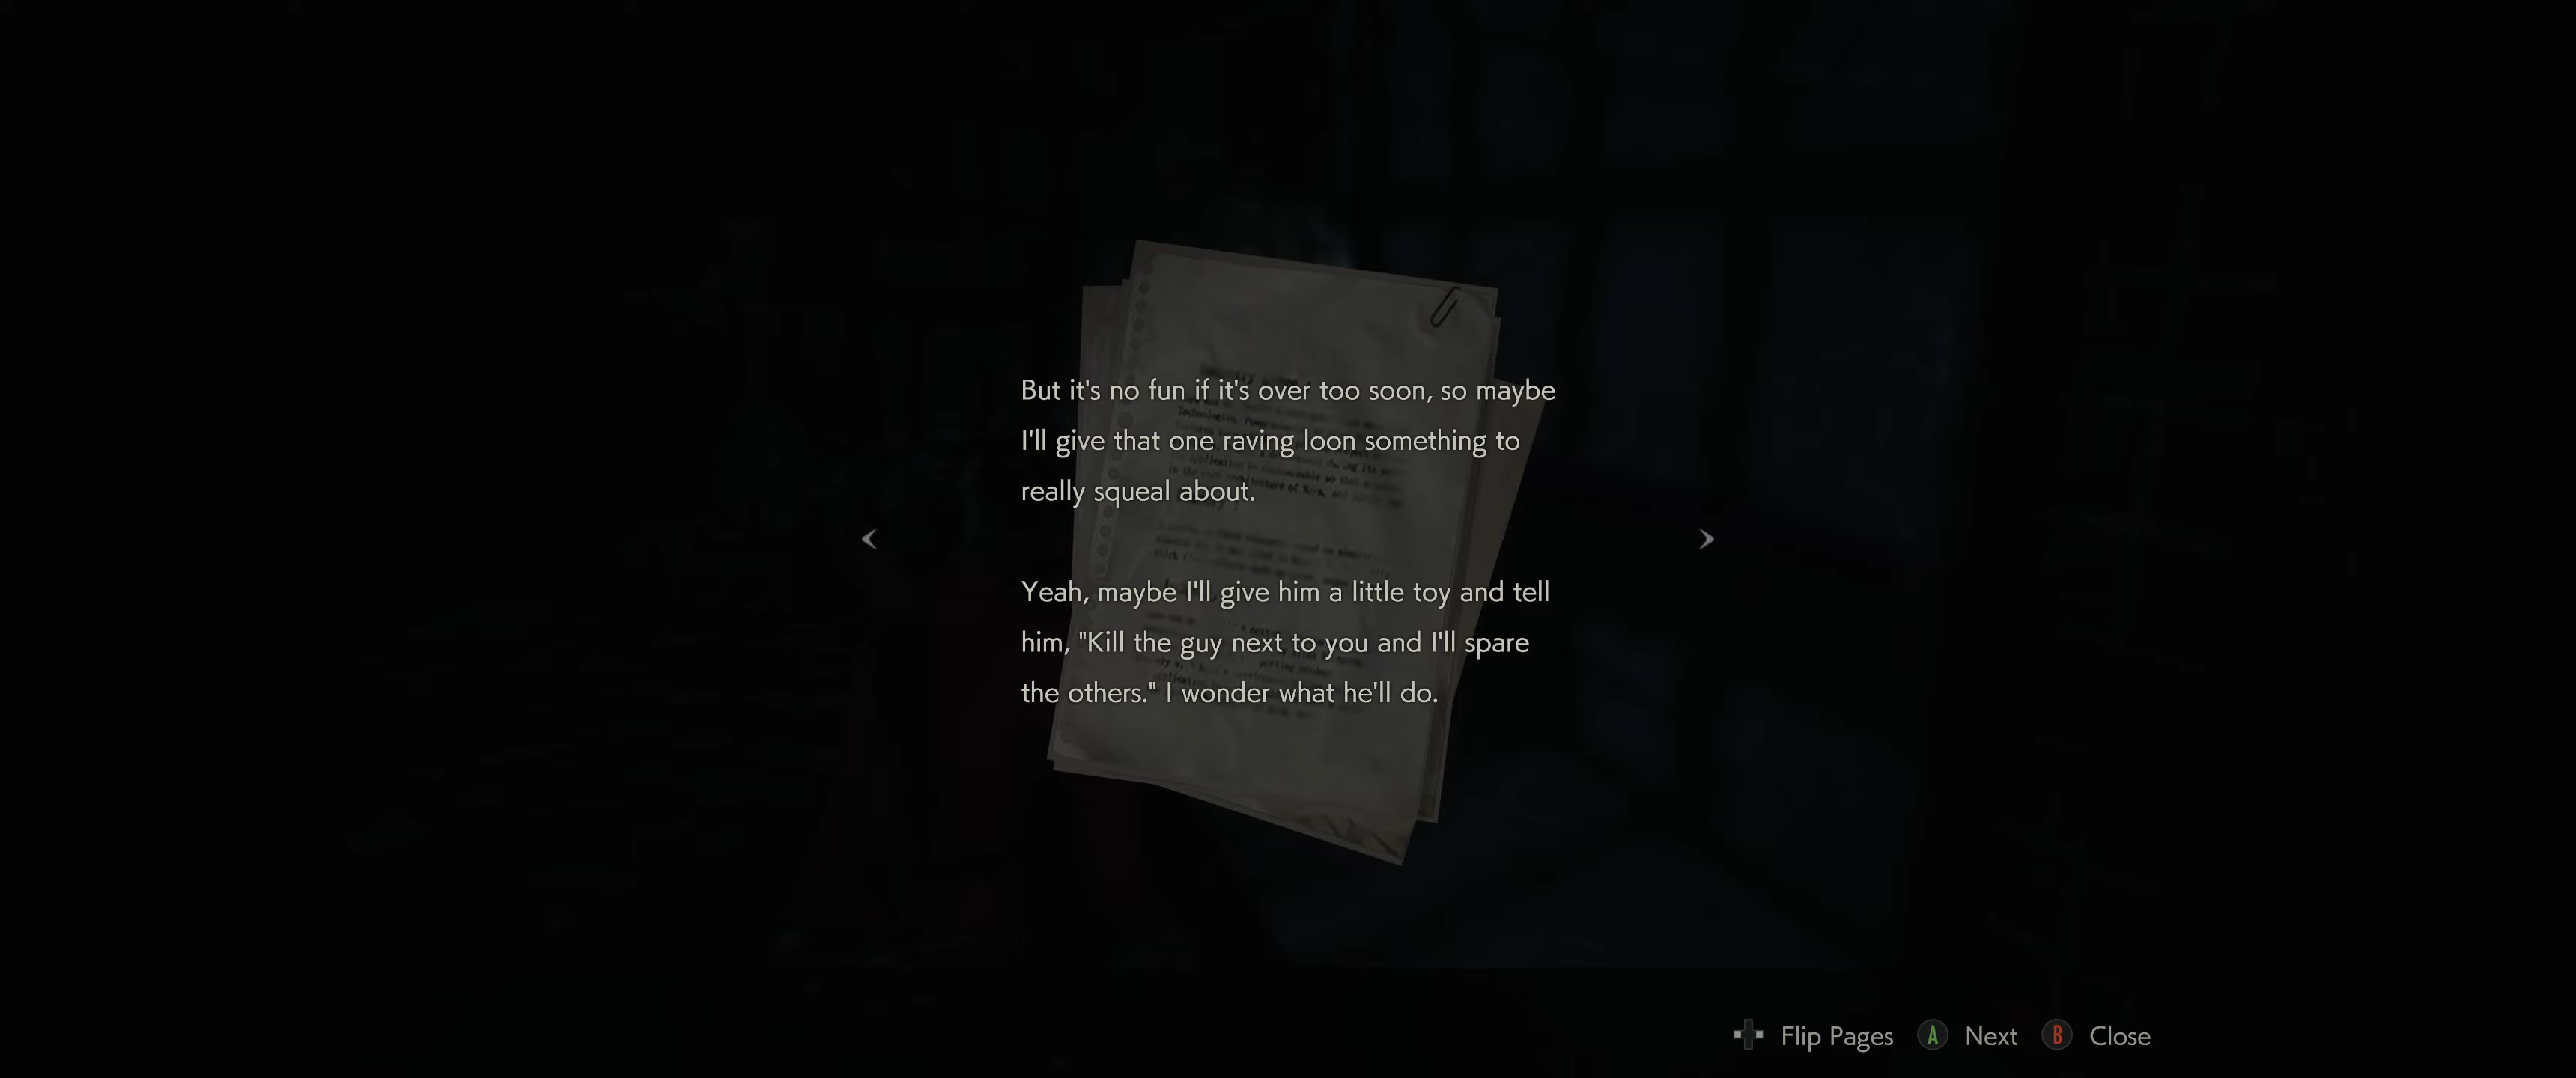 But it's no fun if it's over too soon, so maybe
I'll give that one raving loon something to
really squeal about.
Yeah, maybe I'll give him a little toy and tell
him, "Kill the guy next to you and I'll spare
the others." I wonder what he'll do.
Flip Pages A Next B Close